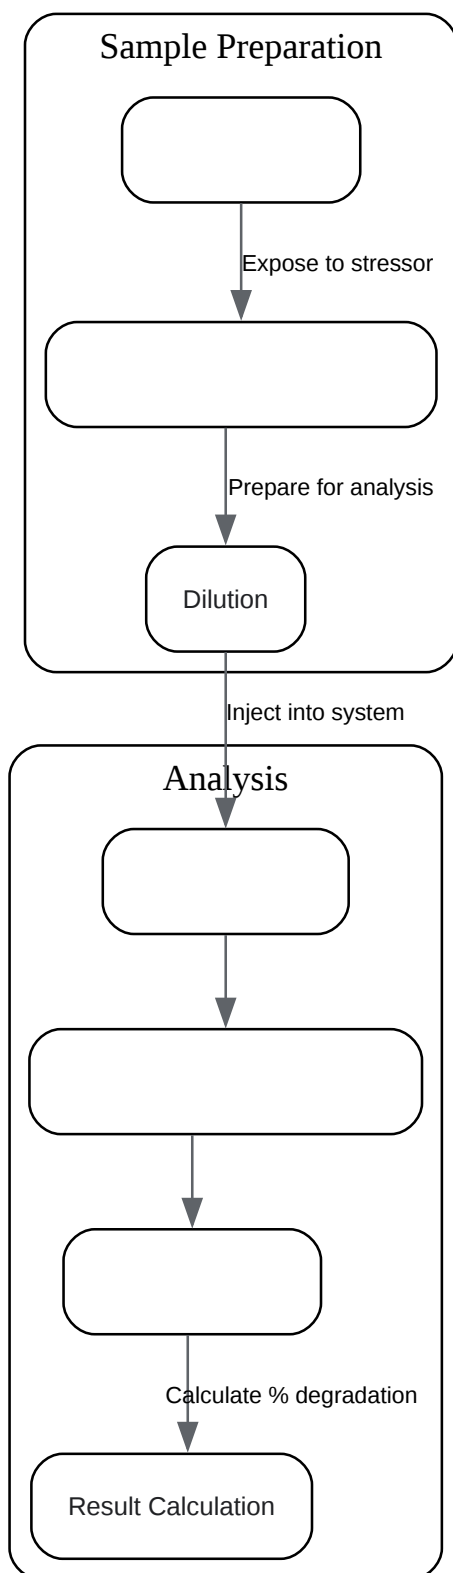 Sample Preparation
Expose to stressor
Prepare for analysis
Dilution
Inject into system
Analysis
Calculate % degradation
Result Calculation